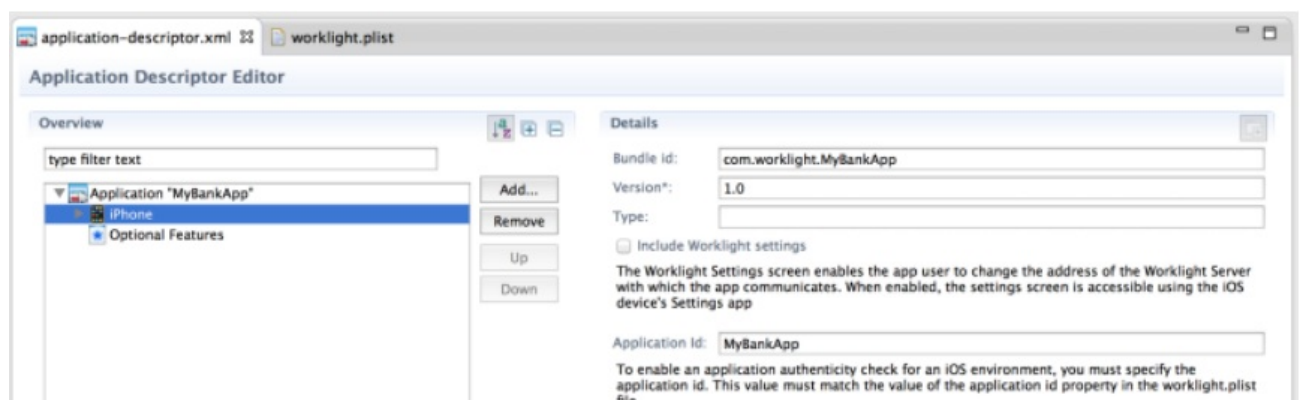 application-descriptor.xml worklight.plist
Application Descriptor Editor
Overview
type filter text
Application "MyBankApp"
iPhone
Optional Features
Add...
Remove
Up
Down
Details
Bundle id: com.worklight.MyBankApp
Version*: 1.0
Type:
Include Worklight settings
The Worklight Settings screen enables the app user to change the address of the Worklight Server
with which the app communicates. When enabled, the settings screen is accessible using the iOS
device's Settings app
Application Id: MyBankApp
To enable an application authenticity check for an iOS environment, you must specify the
application id. This value must match the value of the application id property in the worklight.plist